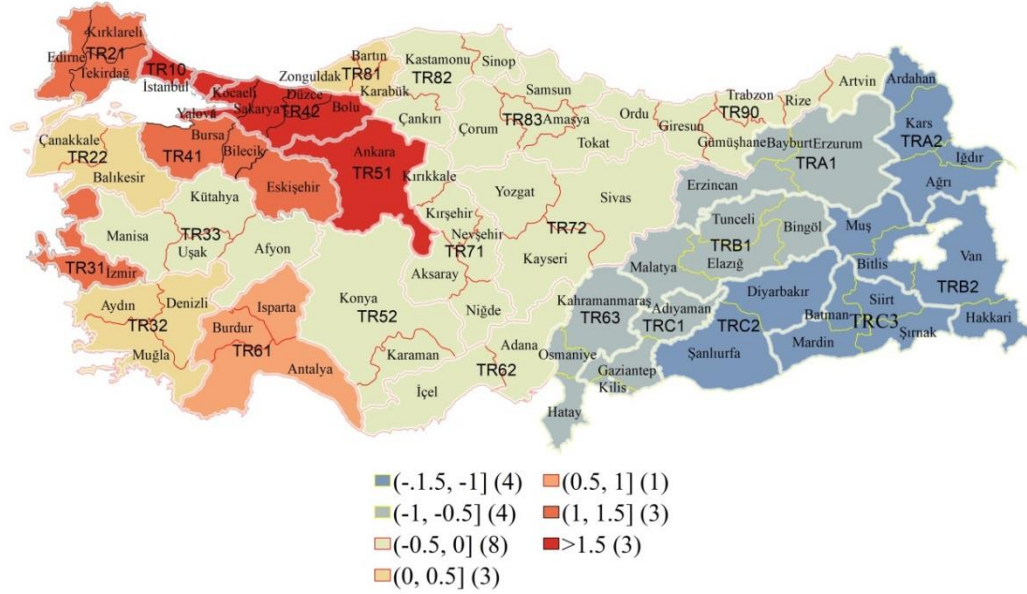 Kırklareli
Edirne
TR21
Tekirdağ
TR10
İstanbul
Kocaeli
Yalova
Sakarya
Düzce
TR42
Bolu
Zonguldak
Bartın
TR81
Karabük
Kastamonu
TR82
Sinop
Çankırı
Samsun
TR83
Amasya
Çorum
Tokat
Ordu
Giresun
Trabzon
TR90
Rize
Gümüşhane
Artvin
Ardahan
Kars
TRA2
Iğdır
Ağrı
Bayburt
Erzurum
TRA1
Erzincan
Çanakkale
TR22
Balıkesir
Bursa
TR41
Bilecik
Eskişehir
Ankara
TR51
Kırıkkale
Kırşehir
Nevşehir
TR71
Aksaray
Niğde
Yozgat
Sivas
TR72
Kayseri
Kütahya
Manisa
TR33
Uşak
Afyon
TR31
İzmir
Aydın
Denizli
TR32
Muğla
Isparta
Burdur
TR61
Antalya
Konya
TR52
Karaman
İçel
Adana
TR62
Tunceli
Bingöl
TRB1
Elazığ
Malatya
Muş
Bitlis
Van
TRB2
Hakkari
Kahramanmaraş
TR63
Osmaniye
Hatay
Adıyaman
TRC1
Gaziantep
Kilis
Diyarbakır
TRC2
Şanlıurfa
Batman
Siirt
TRC3
Mardin
Şırnak
(-.1.5, -1] (4)
(-1, -0.5] (4)
(-0.5, 0] (8)
(0, 0.5] (3)
(0.5, 1] (1)
(1, 1.5] (3)
>1.5 (3)